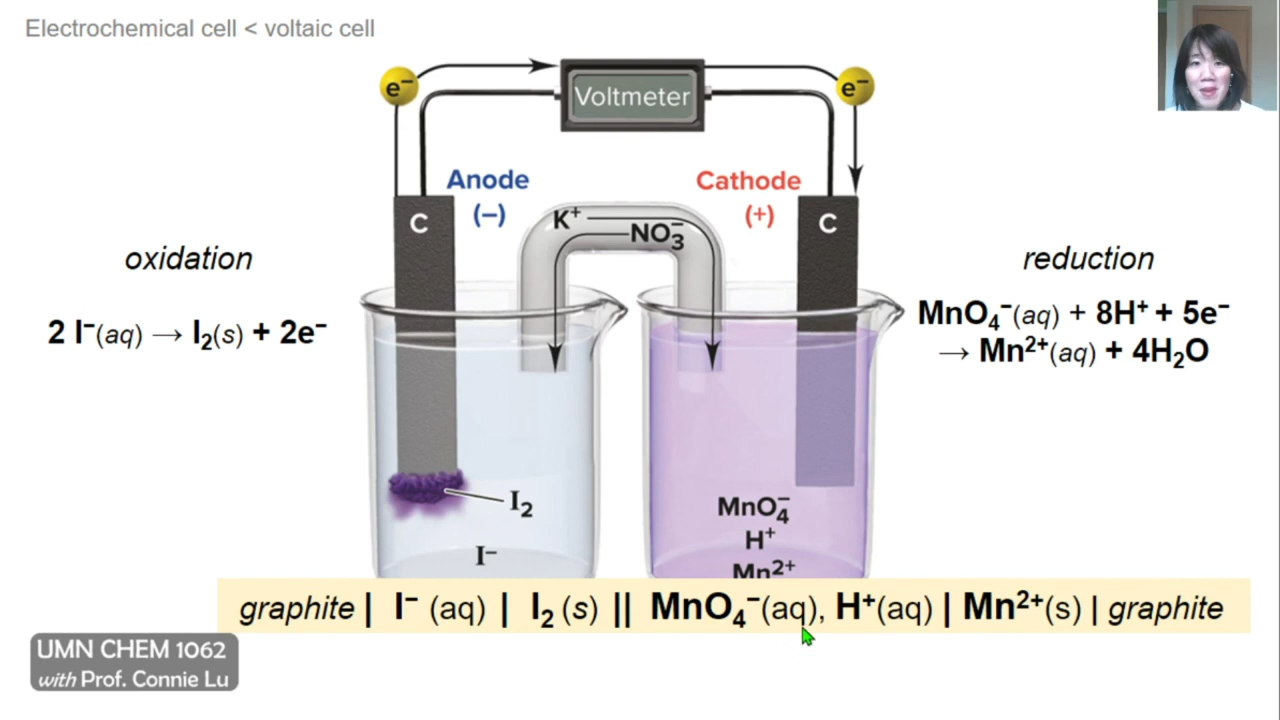 Electrochemical cell < voltaic cell
e⁻
Voltmeter
e⁻
Anode
(–)
Cathode
(+)
C
K⁺
NO₃⁻
C
oxidation
2 I⁻(aq) → I₂(s) + 2e⁻
reduction
MnO₄⁻(aq) + 8H⁺ + 5e⁻
→ Mn²⁺(aq) + 4H₂O
I₂
I⁻
MnO₄⁻
H⁺
Mn²⁺
graphite | I⁻ (aq) | I₂ (s) || MnO₄⁻(aq), H⁺(aq) | Mn²⁺(s) | graphite
UMN CHEM 1062
with Prof. Connie Lu